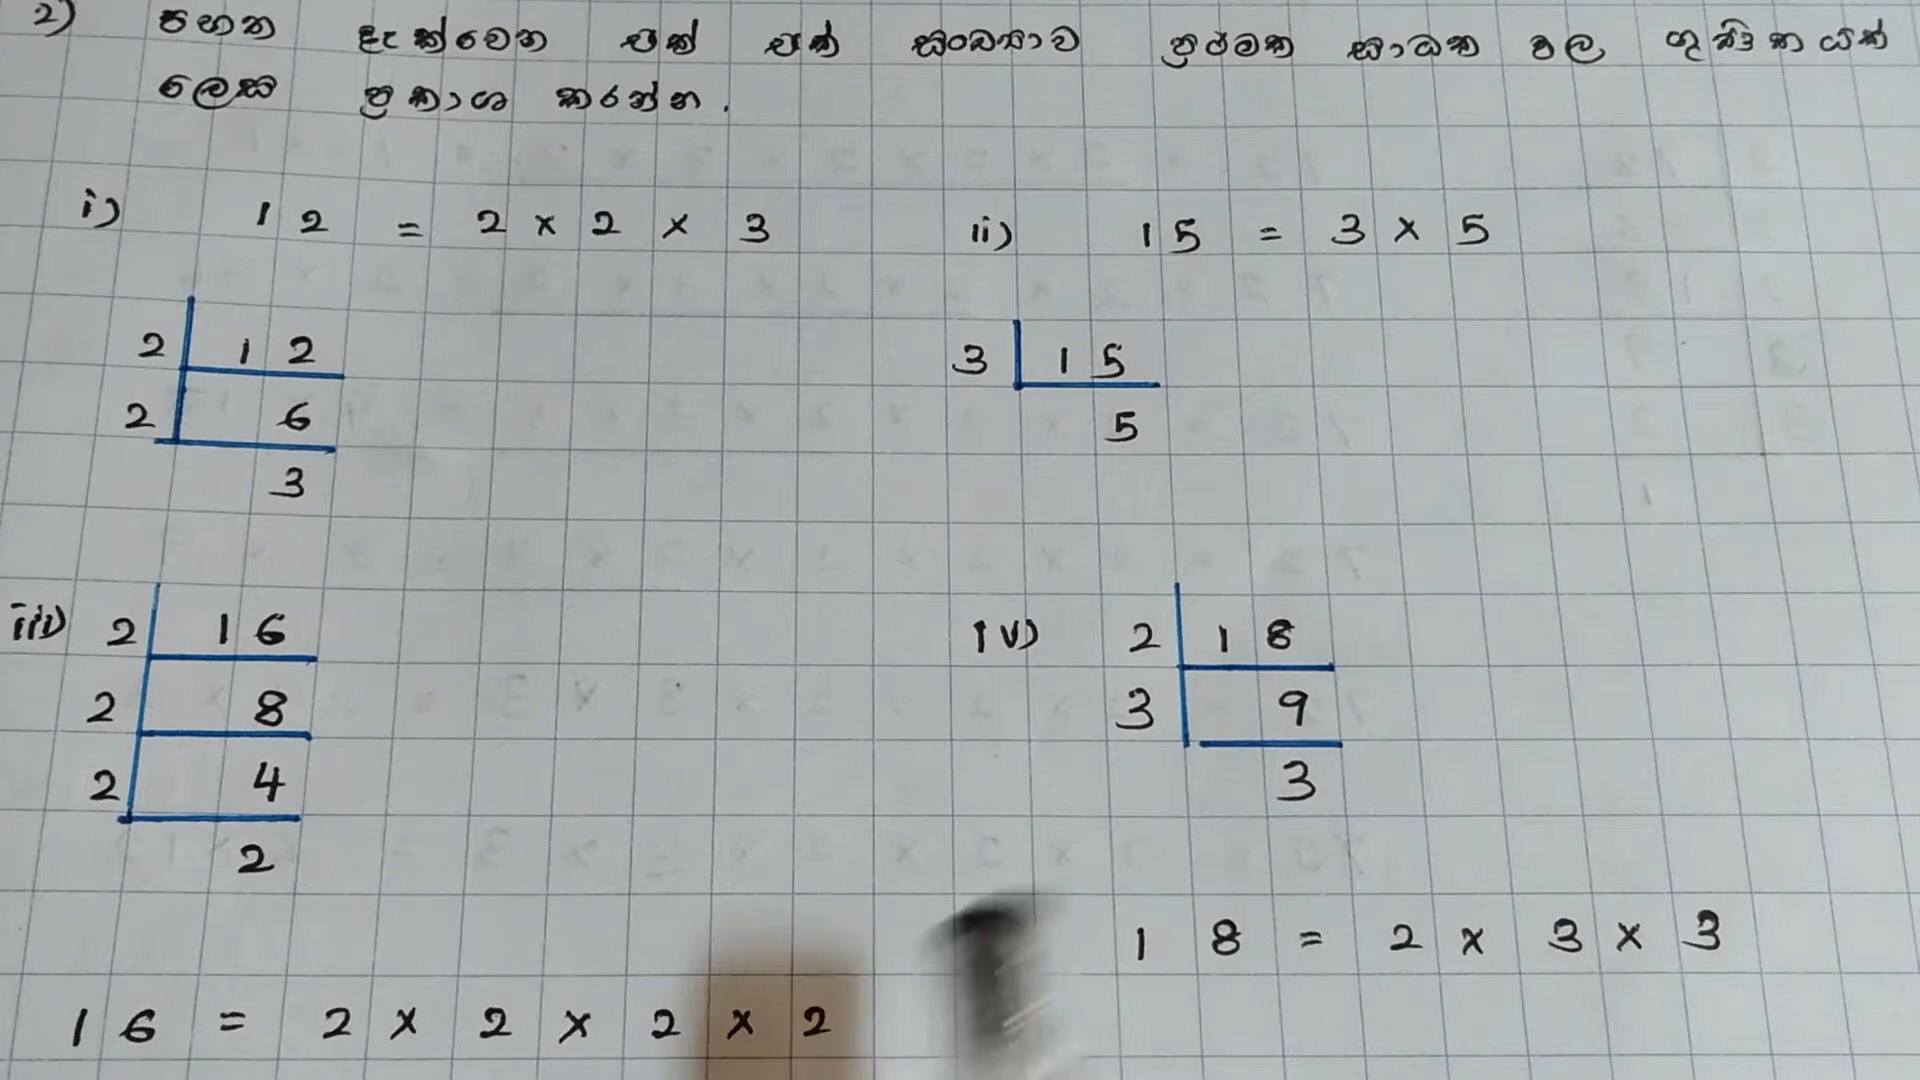 2) පහත දැක්වෙන එක් එක් සංඛ්‍යාව ප්‍රථමක සාධක වල ගුණිතයක්
ලෙස ප්‍රකාශ කරන්න.
i) 12 = 2 x 2 x 3
2 12
2 6
3
ii) 15 = 3 x 5
3 15
5
iii) 2 16
2 8
2 4
2
16 = 2 x 2 x 2 x 2
iv) 2 18
3 9
3
18 = 2 x 3 x 3